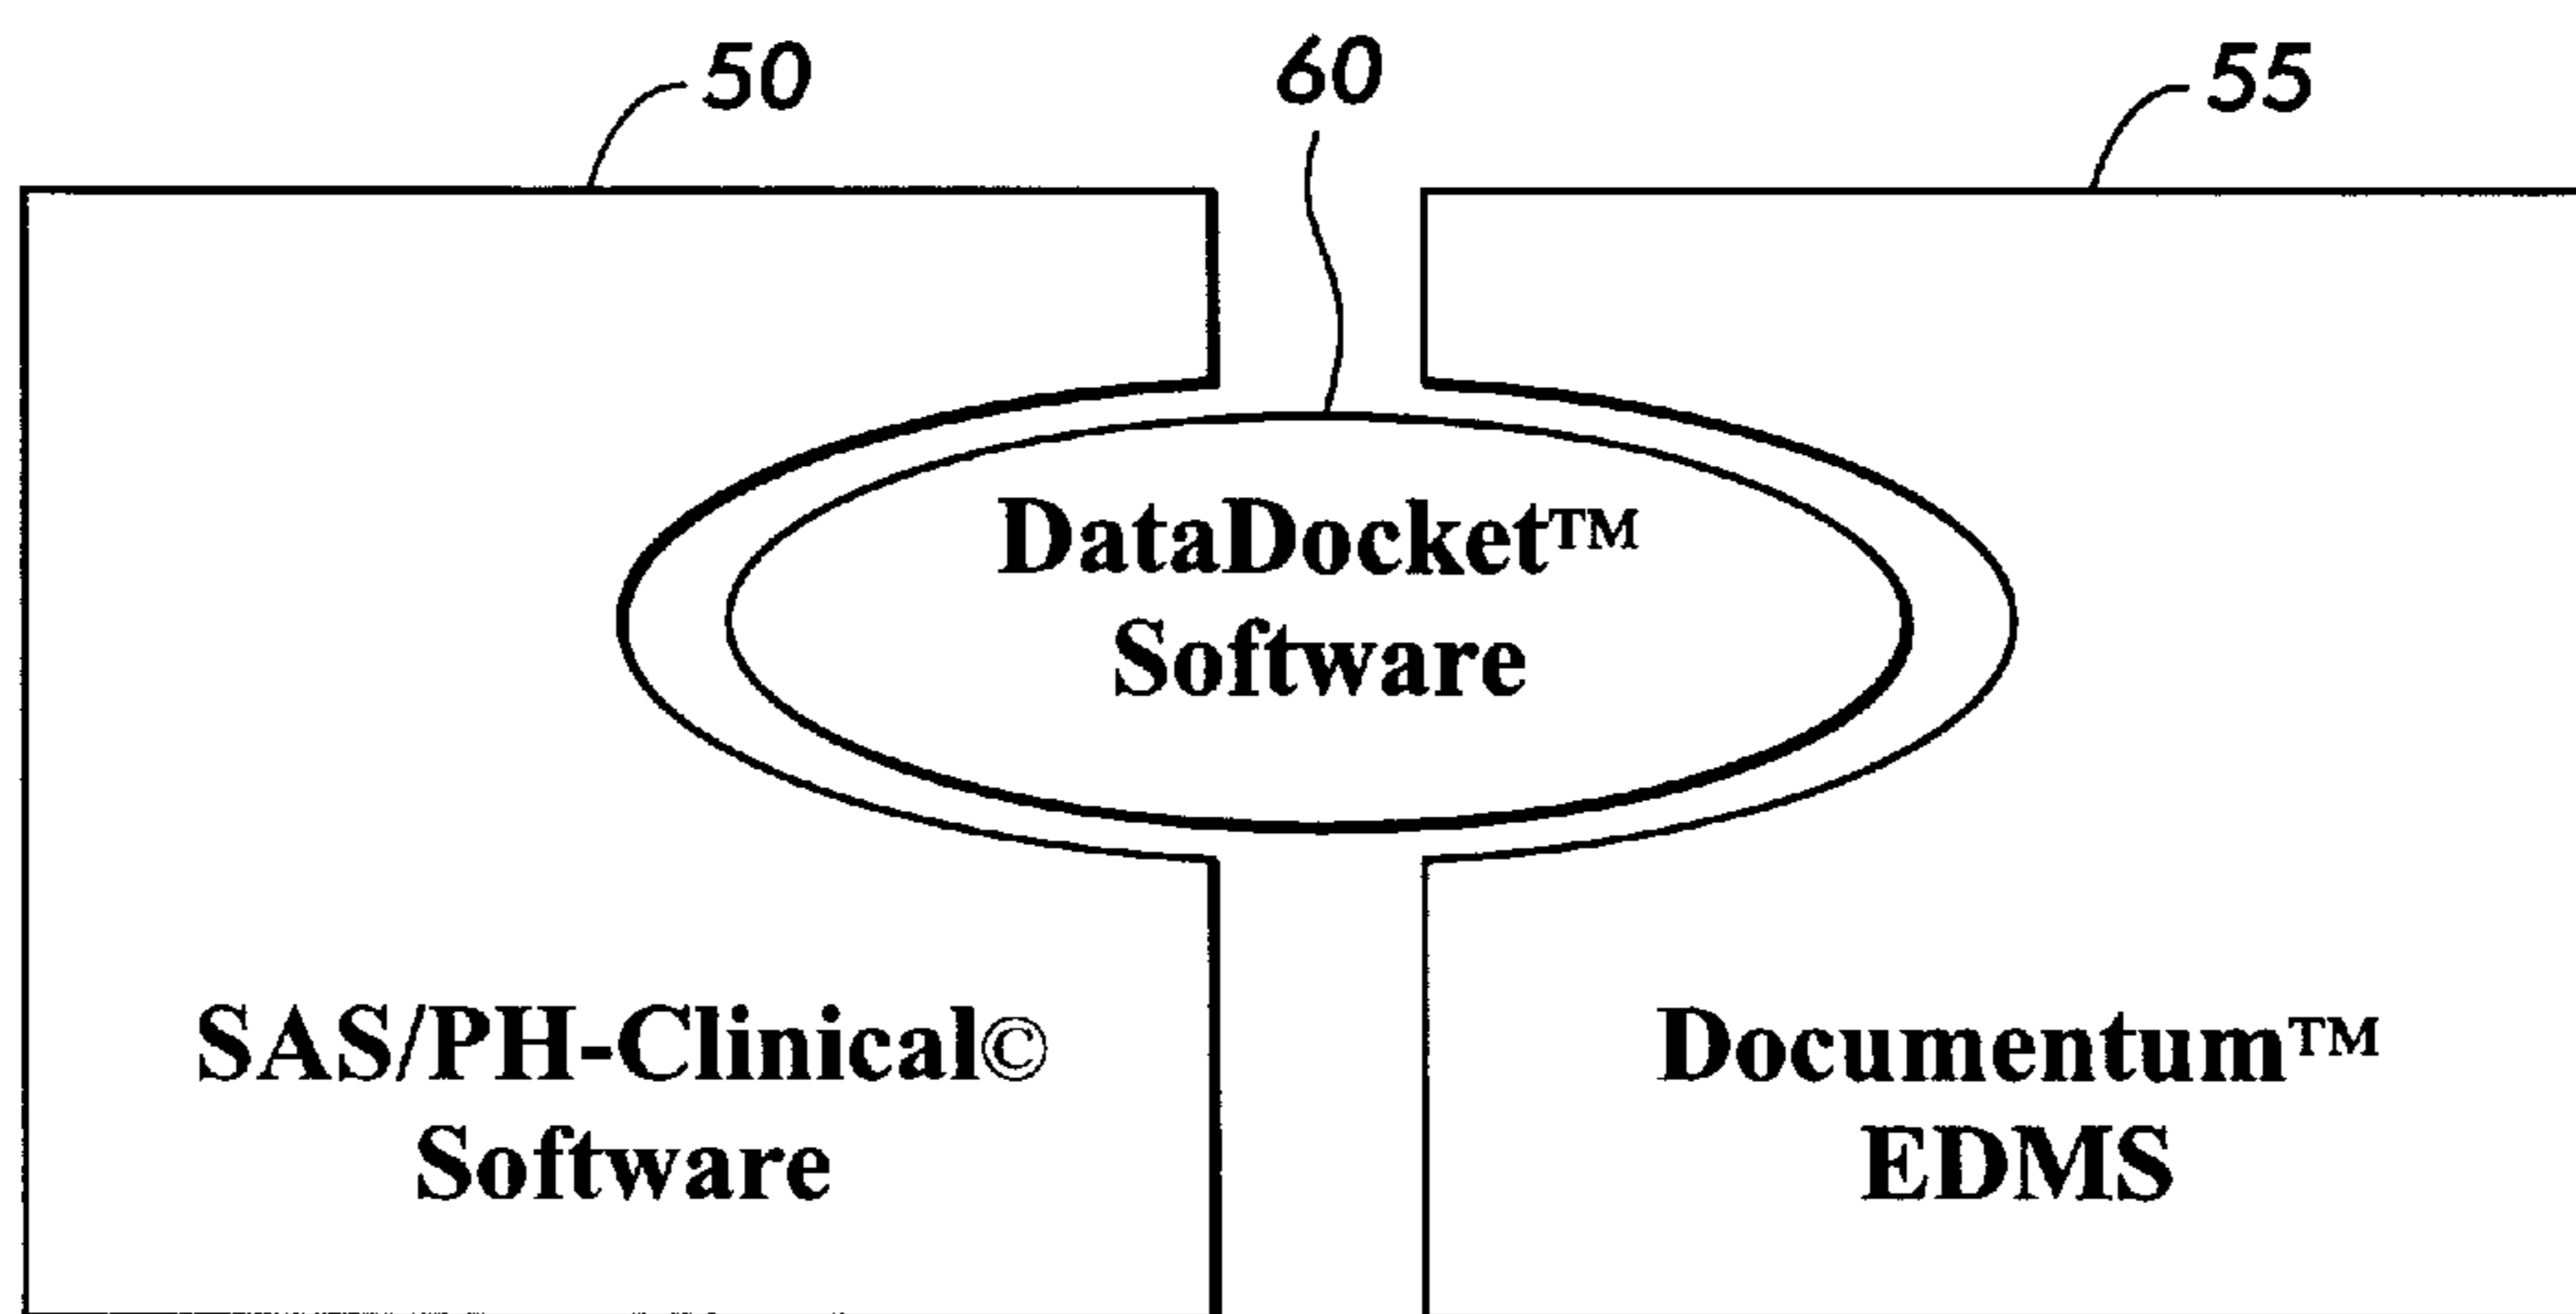 50
60
55
DataDocket™
Software
SAS/PH-Clinical©
Software
Documentum™
EDMS